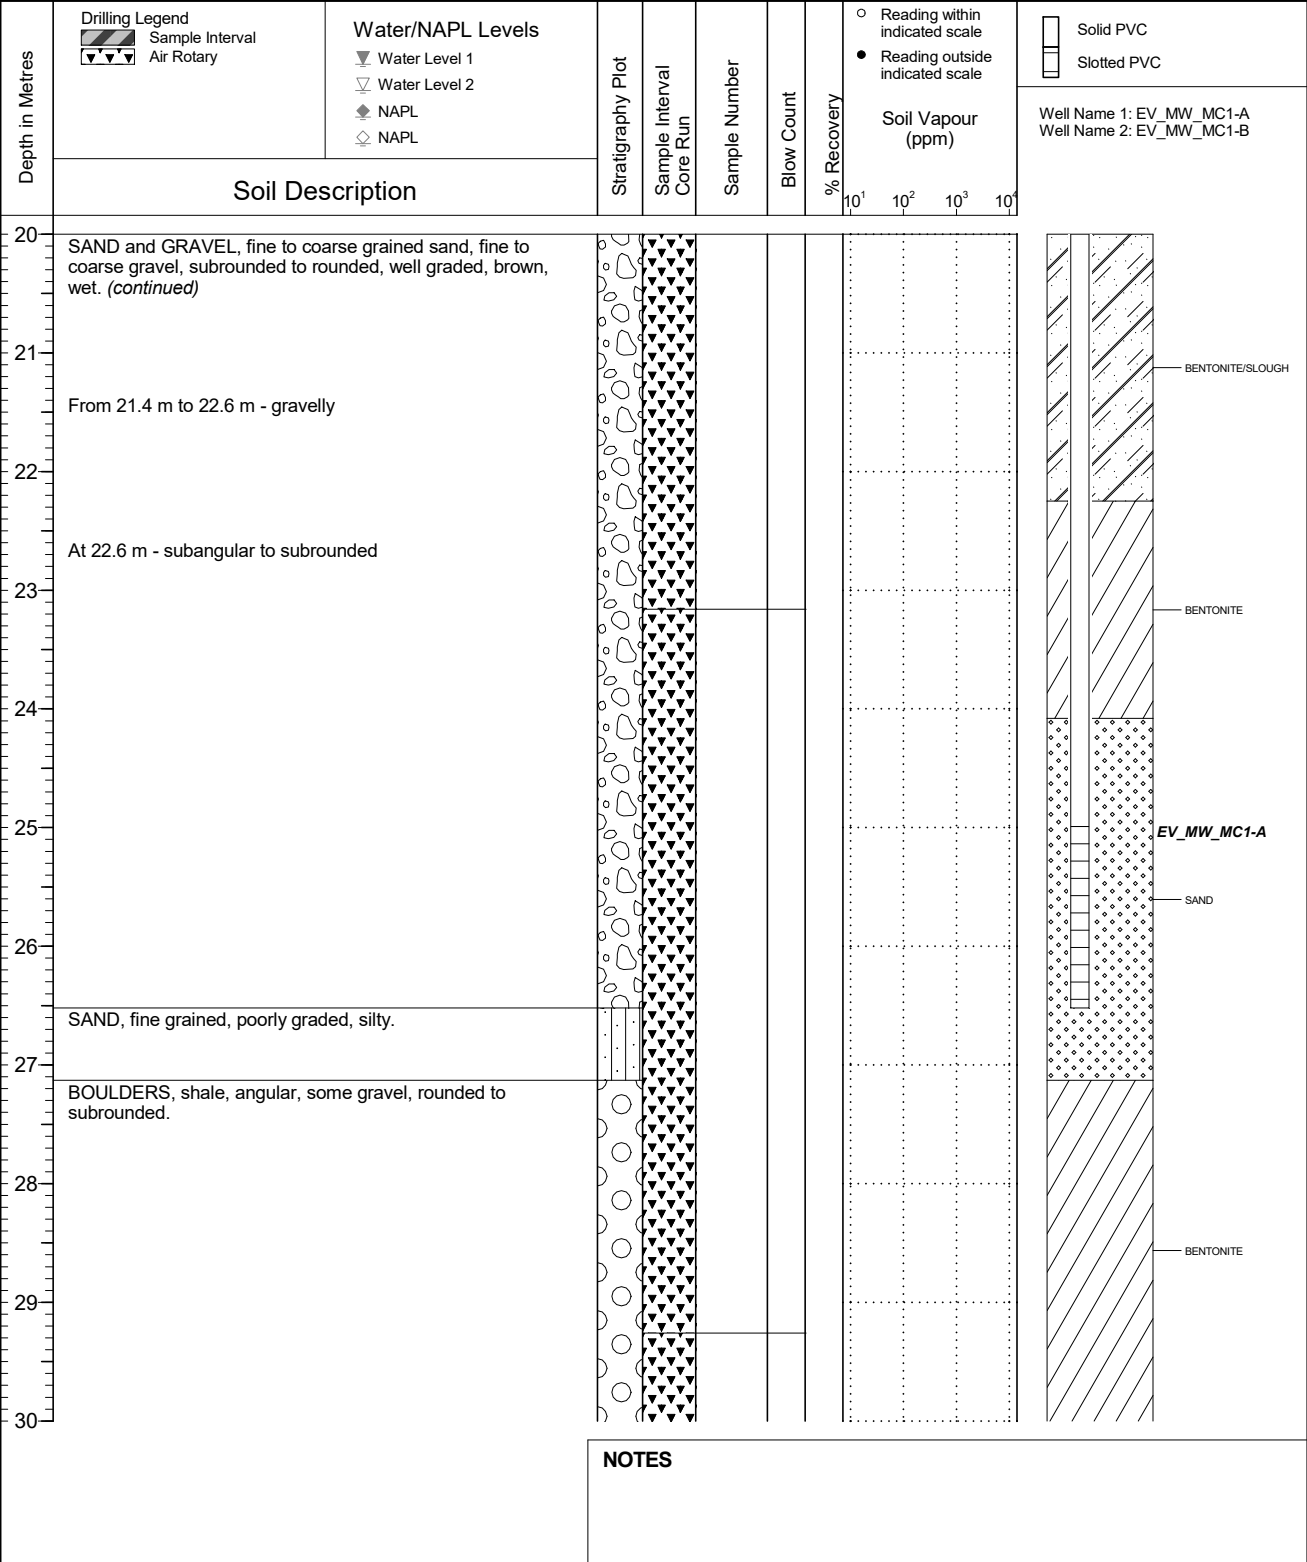 Depth in Metres
Drilling Legend
Sample Interval
Air Rotary
Water/NAPL Levels
Water Level 1
Water Level 2
NAPL
NAPL
Soil Description
Stratigraphy Plot
Sample Interval
Core Run
Sample Number
Blow Count
% Recovery
Reading within
indicated scale
Reading outside
indicated scale
Soil Vapour
(ppm)
10¹ 10² 10³ 10⁴
Solid PVC
Slotted PVC
Well Name 1: EV_MW_MC1-A
Well Name 2: EV_MW_MC1-B
20
SAND and GRAVEL, fine to coarse grained sand, fine to
coarse gravel, subrounded to rounded, well graded, brown,
wet. (continued)
21
BENTONITE/SLOUGH
From 21.4 m to 22.6 m - gravelly
22
At 22.6 m - subangular to subrounded
23
BENTONITE
24
25
EV_MW_MC1-A
SAND
26
SAND, fine grained, poorly graded, silty.
27
BOULDERS, shale, angular, some gravel, rounded to
subrounded.
28
BENTONITE
29
30
NOTES